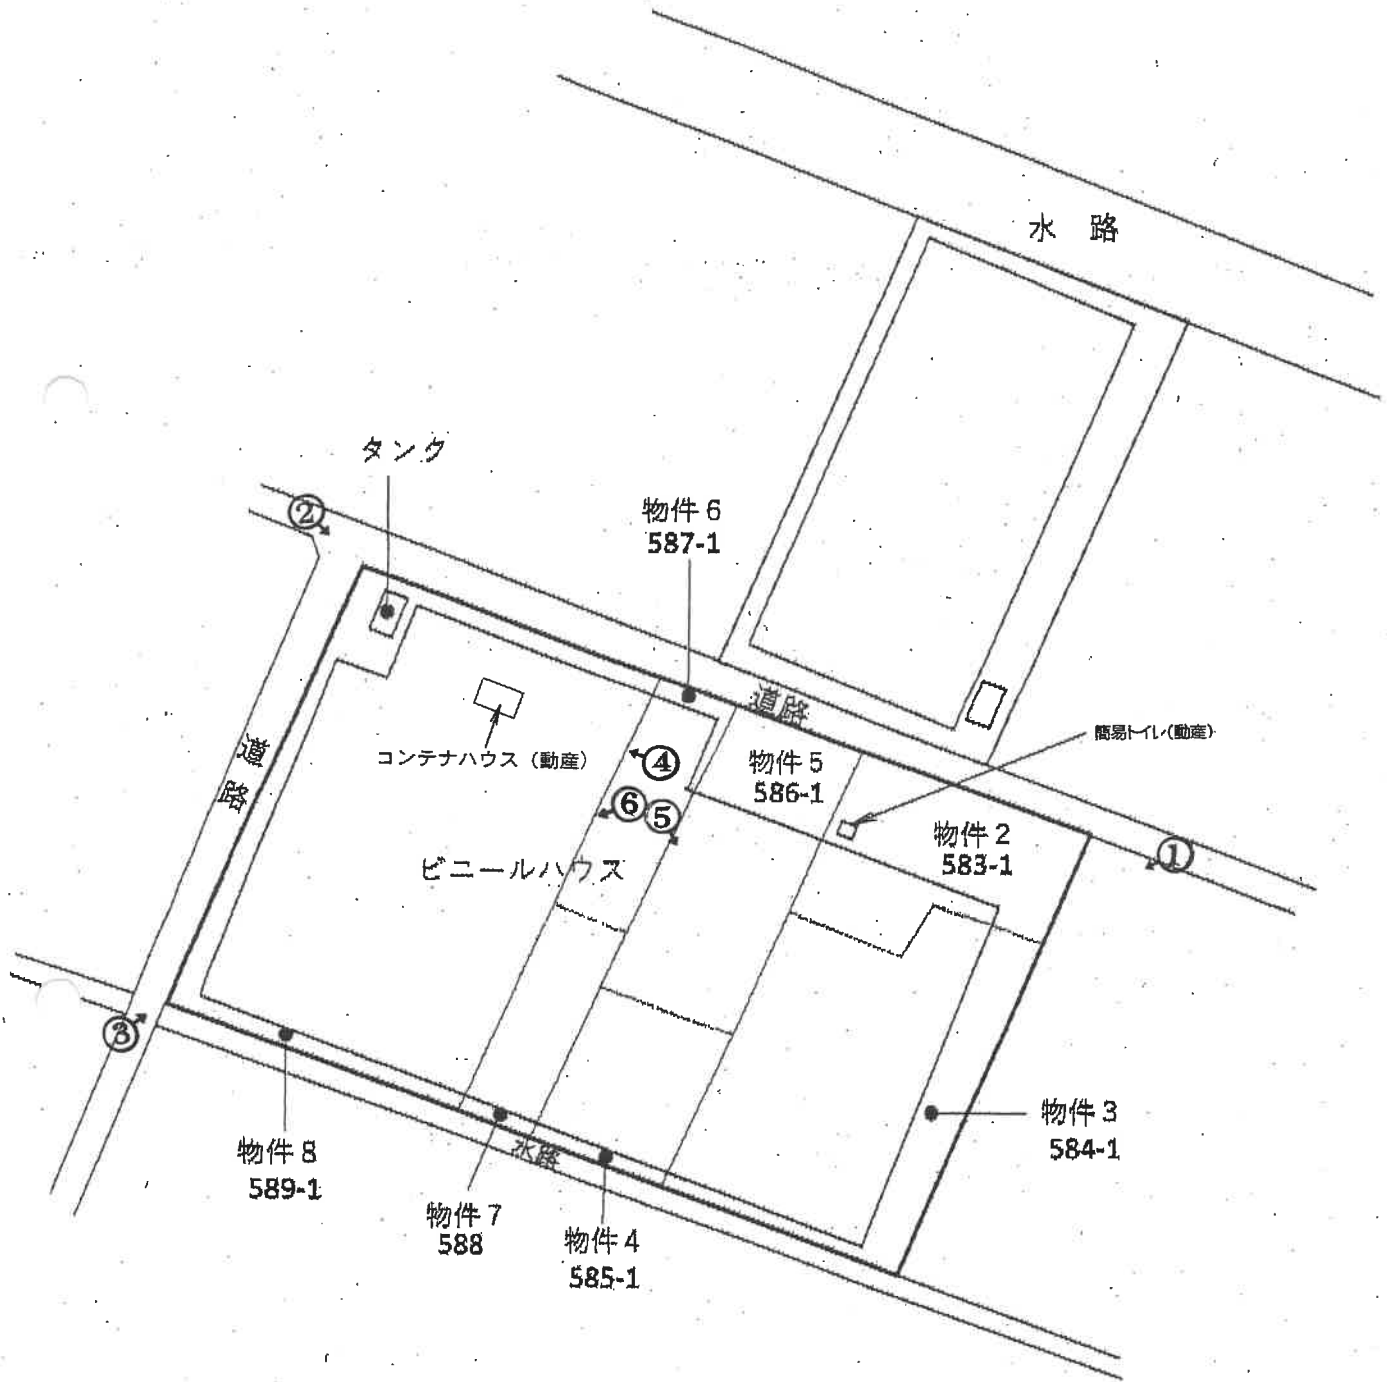 水 路
タンク
②
物件6
587-1
道路
簡易トイレ(動産)
コンテナハウス(動産)
④
物件5
586-1
道路
⑥
⑤
物件2
583-1
①
ビニールハウス
③
物件3
584-1
物件8
589-1
水路
物件7
588
物件4
585-1